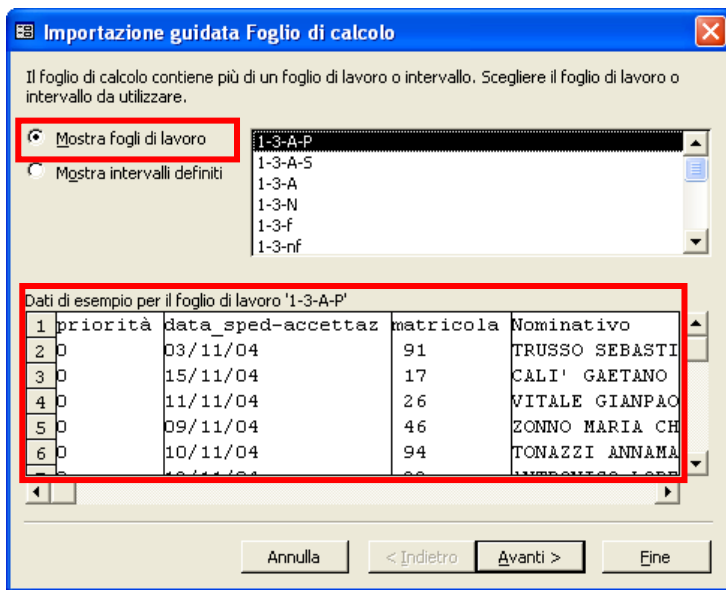 Importazione guidata Foglio di calcolo
Il foglio di calcolo contiene più di un foglio di lavoro o intervallo. Scegliere il foglio di lavoro o
intervallo da utilizzare.
Mostra fogli di lavoro
Mostra intervalli definiti
1-3-A-P
1-3-A-S
1-3-A
1-3-N
1-3-f
1-3-nf
Dati di esempio per il foglio di lavoro '1-3-A-P'
1 priorità data_sped-accettaz matricola Nominativo
2 0 03/11/04 91 TRUSSO SEBASTI
3 0 15/11/04 17 CALI' GAETANO
4 0 11/11/04 26 VITALE GIANPAO
5 0 09/11/04 46 ZONNO MARIA CH
6 0 10/11/04 94 TONAZZI ANNAMA
Annulla < Indietro Avanti > Fine